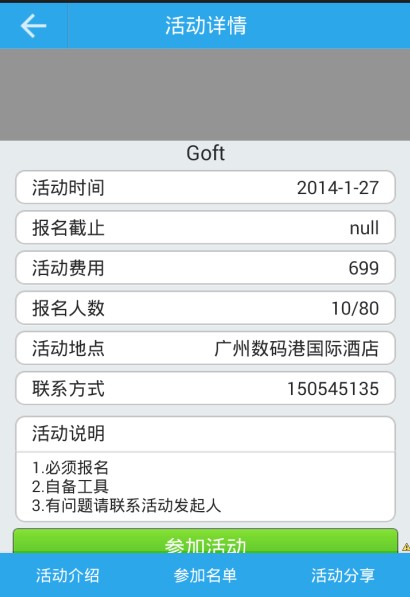 活动详情
Goft
活动时间 2014-1-27
报名截止 null
活动费用 699
报名人数 10/80
活动地点 广州数码港国际酒店
联系方式 150545135
活动说明
1.必须报名
2.自备工具
3.有问题请联系活动发起人
参加活动
活动介绍 参加名单 活动分享